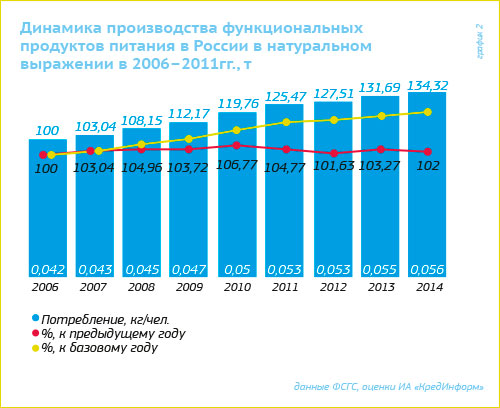 Динамика производства функциональных
продуктов питания в России в натуральном
выражении в 2006–2011гг., т
график 2
100 103,04 108,15 112,17 119,76 125,47 127,51 131,69 134,32
100 103,04 104,96 103,72 106,77 104,77 101,63 103,27 102
0,042 0,043 0,045 0,047 0,05 0,053 0,053 0,055 0,056
2006 2007 2008 2009 2010 2011 2012 2013 2014
Потребление, кг/чел.
%, к предыдущему году
%, к базовому году
данные ФСГС, оценки ИА «КредИнформ»